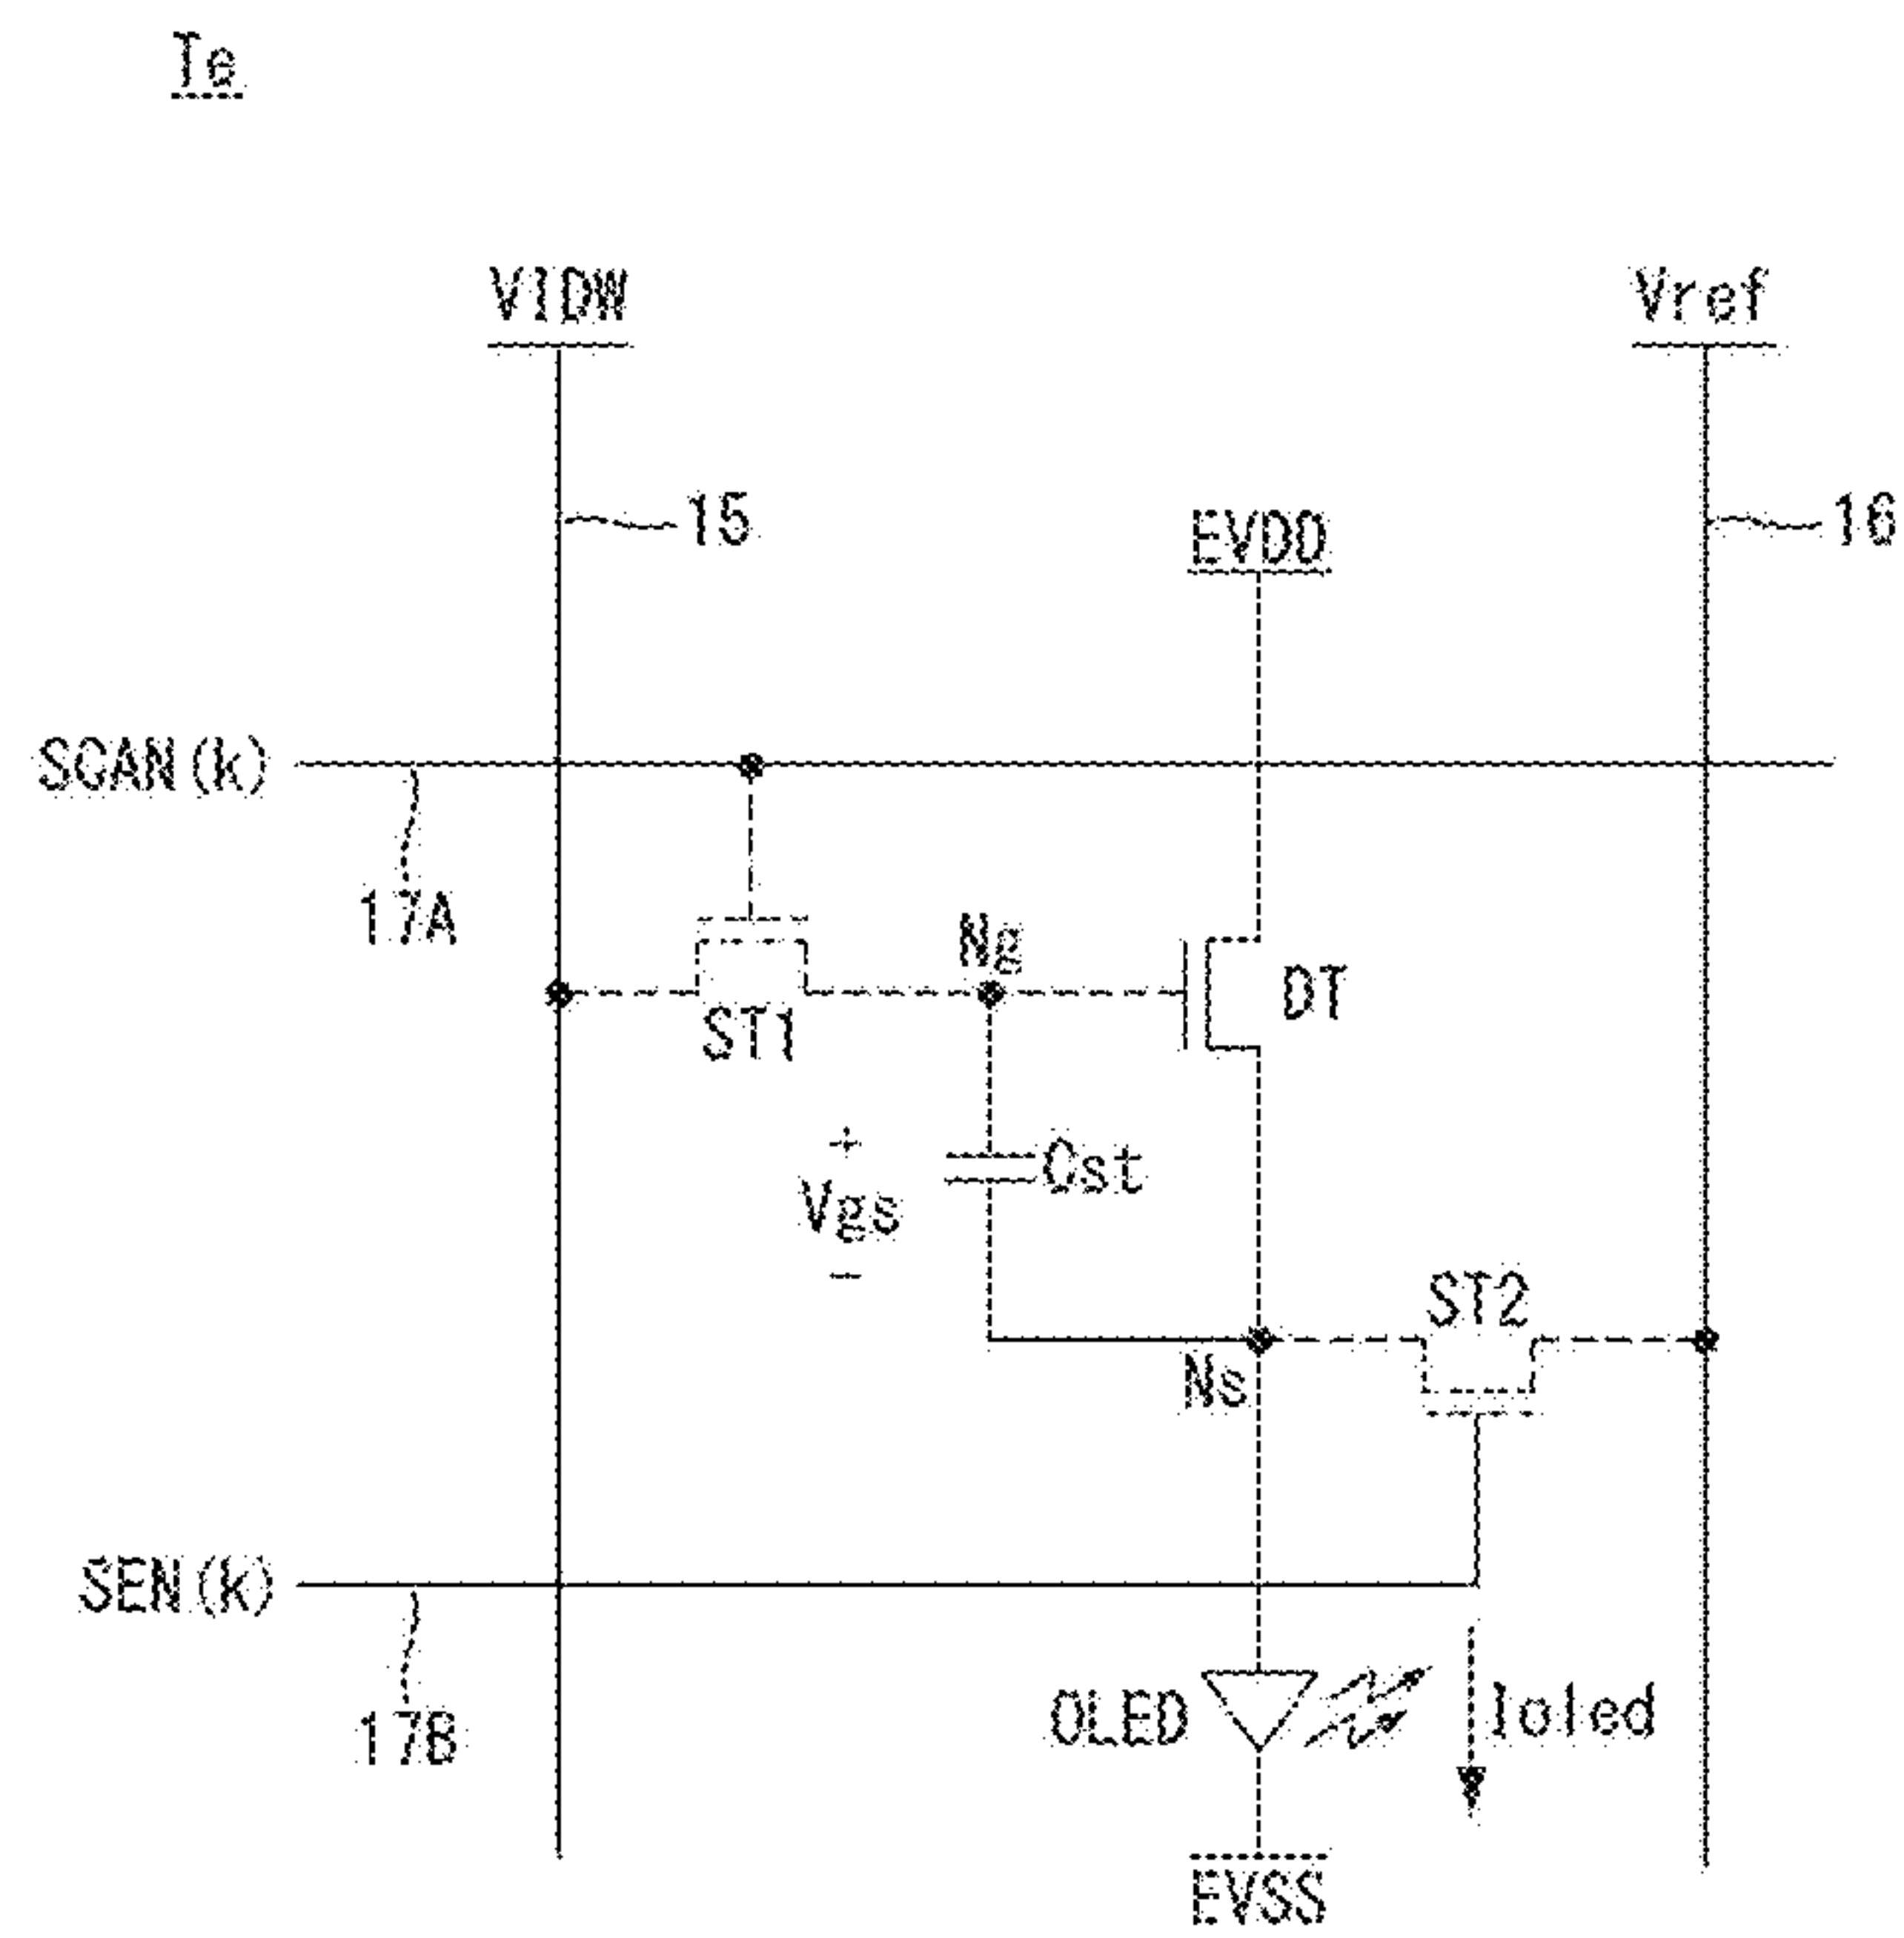 Te
VIDW
Vref
15
16
EVDD
SCAN(k)
17A
Ng
DT
ST1
+
Vgs
−
Cst
ST2
Ns
SEN(k)
17B
OLED
Ioled
EVSS